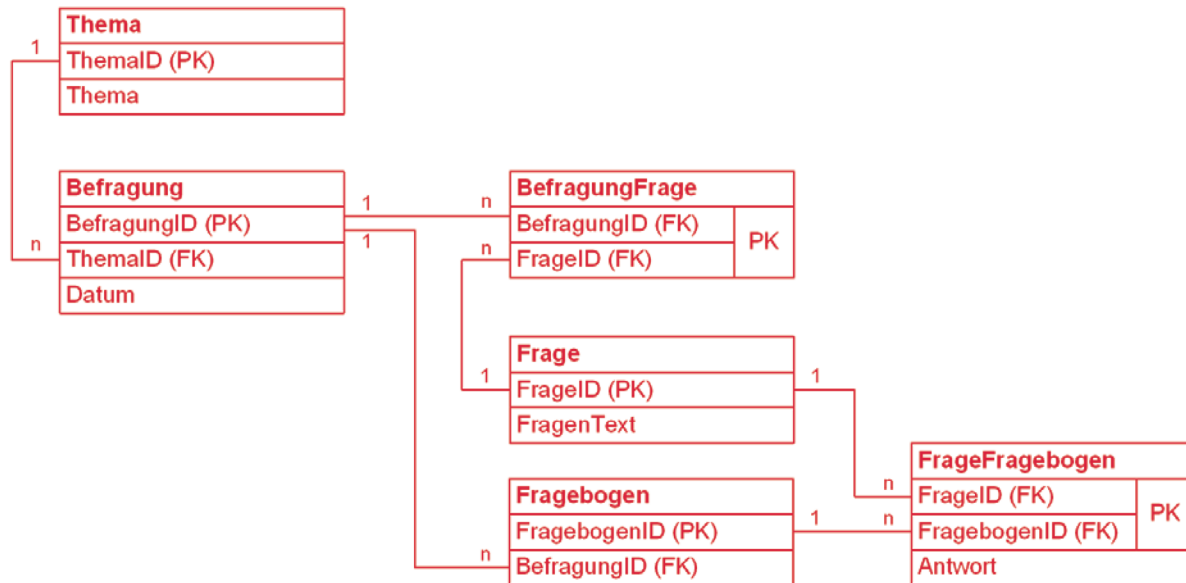 Thema
1
ThemaID (PK)
Thema
Befragung
BefragungID (PK)
1
1
n
ThemaID (FK)
Datum
BefragungFrage
n
BefragungID (FK)
PK
n
FrageID (FK)
Frage
1
FrageID (PK)
1
FragenText
Fragebogen
FragebogenID (PK)
1
n
BefragungID (FK)
FrageFragebogen
n
FrageID (FK)
PK
n
FragebogenID (FK)
Antwort